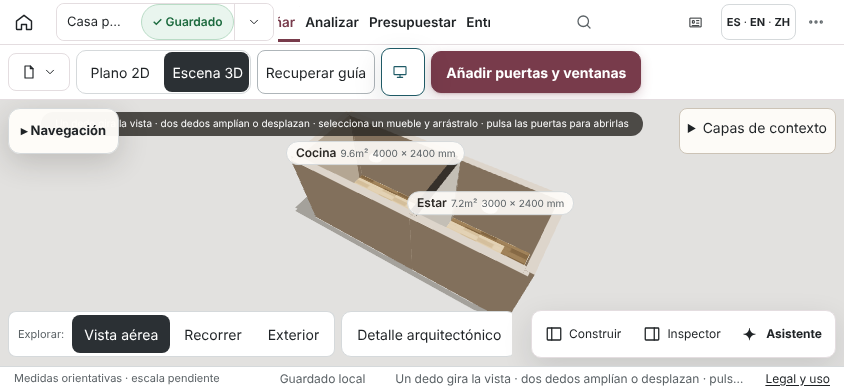 Casa p... ✓ Guardado
ñar Analizar Presupuestar Entr
ES · EN · ZH
Plano 2D Escena 3D Recuperar guía Añadir puertas y ventanas
▸ Navegación
la vista · dos dedos amplían o desplazan · selecciona un mueble y arrástralo · pulsa las puertas para abrirlas
▶ Capas de contexto
Cocina 9.6m² 4000 × 2400 mm
Estar 7.2m² 3000 × 2400 mm
Explorar: Vista aérea Recorrer Exterior Detalle arquitectónico
Construir Inspector Asistente
Medidas orientativas · escala pendiente Guardado local Un dedo gira la vista · dos dedos amplían o desplazan · puls... Legal y uso